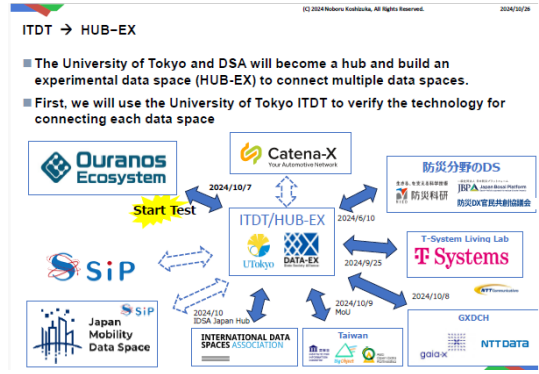 (C) 2024 Noboru Koshizuka, All Rights Reserved.
2024/10/26
ITDT → HUB-EX
The University of Tokyo and DSA will become a hub and build an
experimental data space (HUB-EX) to connect multiple data spaces.
First, we will use the University of Tokyo ITDT to verify the technology for
connecting each data space
Ouranos
Ecosystem
Catena-X
Your Automotive Network
防災分野のDS
防災科研
JBPA Japan Bosai Platform
防災DX官民共創協議会
2024/10/7
Start Test
ITDT/HUB-EX
UTokyo
DATA-EX
2024/6/10
T-System Living Lab
T Systems
2024/9/25
SiP
SiP
Japan
Mobility
Data Space
2024/10
IDSA Japan Hub
INTERNATIONAL DATA
SPACES ASSOCIATION
2024/10/9
MoU
Taiwan
2024/10/8
NTT Communications
GXDCH
gaia-x
NTT DATA